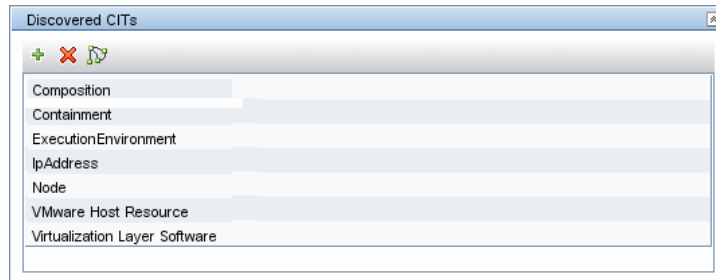 Discovered CITs
Composition
Containment
ExecutionEnvironment
IpAddress
Node
VMware Host Resource
Virtualization Layer Software